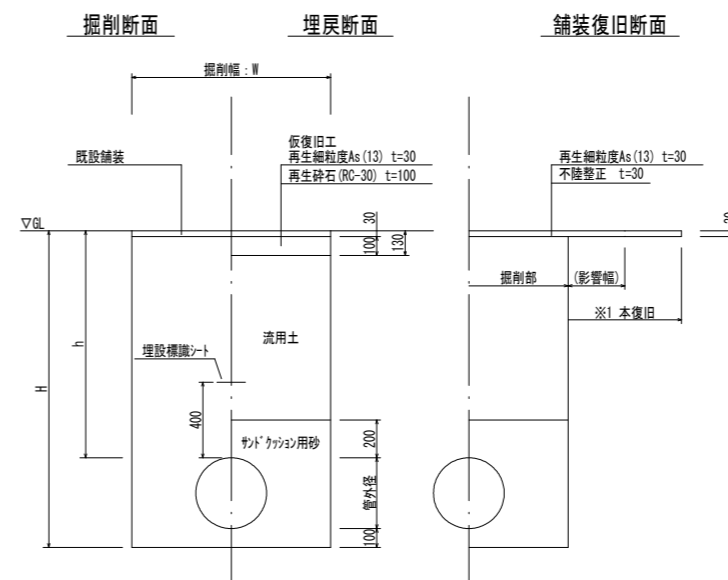 掘削断面
埋戻断面
舗装復旧断面
掘削幅：W
既設舗装
仮復旧工
再生細粒度As(13) t=30
再生砕石(RC-30) t=100
再生細粒度As(13) t=30
不陸整正 t=30
▽GL
30
100
130
掘削部
(影響幅)
※1 本復旧
流用土
埋設標識ｼｰﾄ
h
H
400
ｻﾝﾄﾞｸｯｼｮﾝ用砂
200
管外径
100